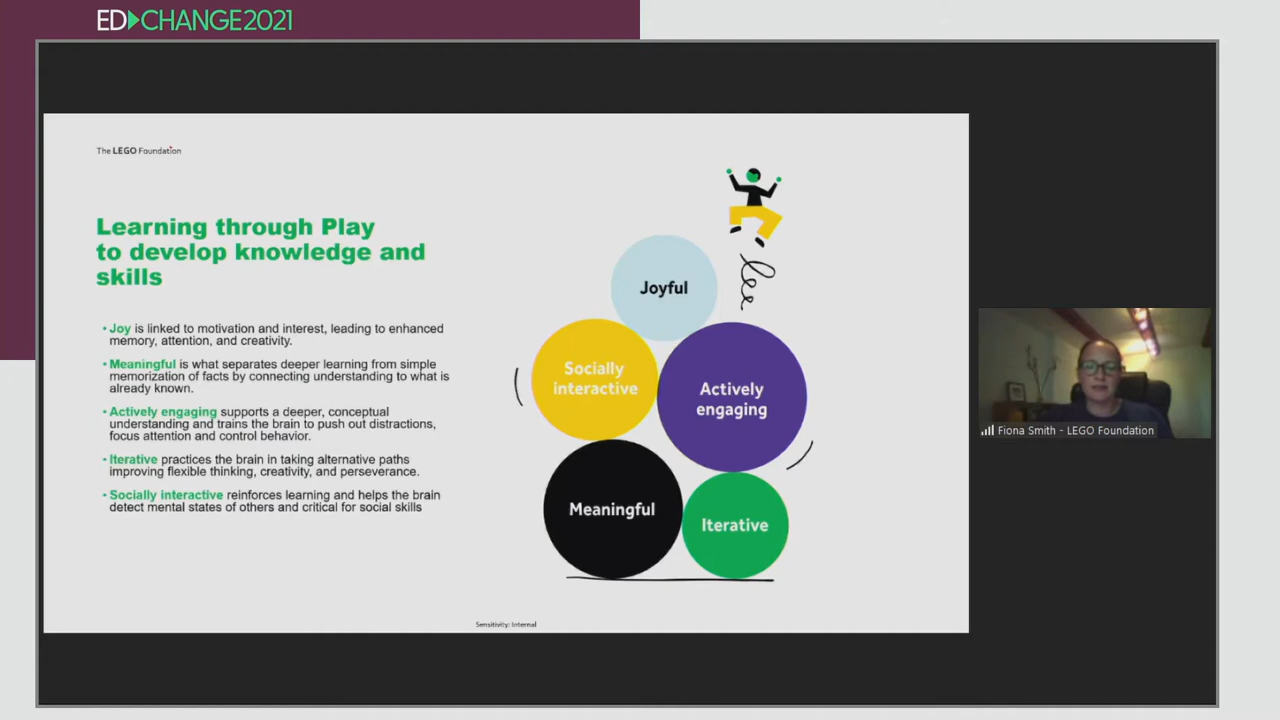 ED▶CHANGE2021
The LEGO Foundation
Learning through Play
to develop knowledge and
skills
• Joy is linked to motivation and interest, leading to enhanced
memory, attention, and creativity.
• Meaningful is what separates deeper learning from simple
memorization of facts by connecting understanding to what is
already known.
• Actively engaging supports a deeper, conceptual
understanding and trains the brain to push out distractions,
focus attention and control behavior.
• Iterative practices the brain in taking alternative paths
improving flexible thinking, creativity, and perseverance.
• Socially interactive reinforces learning and helps the brain
detect mental states of others and critical for social skills
Joyful
Socially
interactive
Actively
engaging
Meaningful
Iterative
Sensitivity: Internal
Fiona Smith - LEGO Foundation